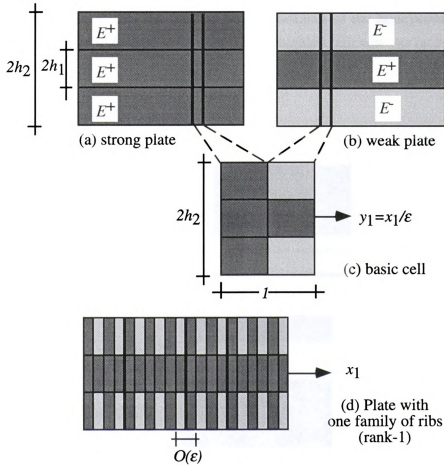 E⁺
E⁺
E⁺
2h₂
2h₁
(a) strong plate
E⁻
E⁺
E⁻
(b) weak plate
2h₂
y₁=x₁/ε
(c) basic cell
1
x₁
(d) Plate with
one family of ribs
(rank-1)
O(ε)